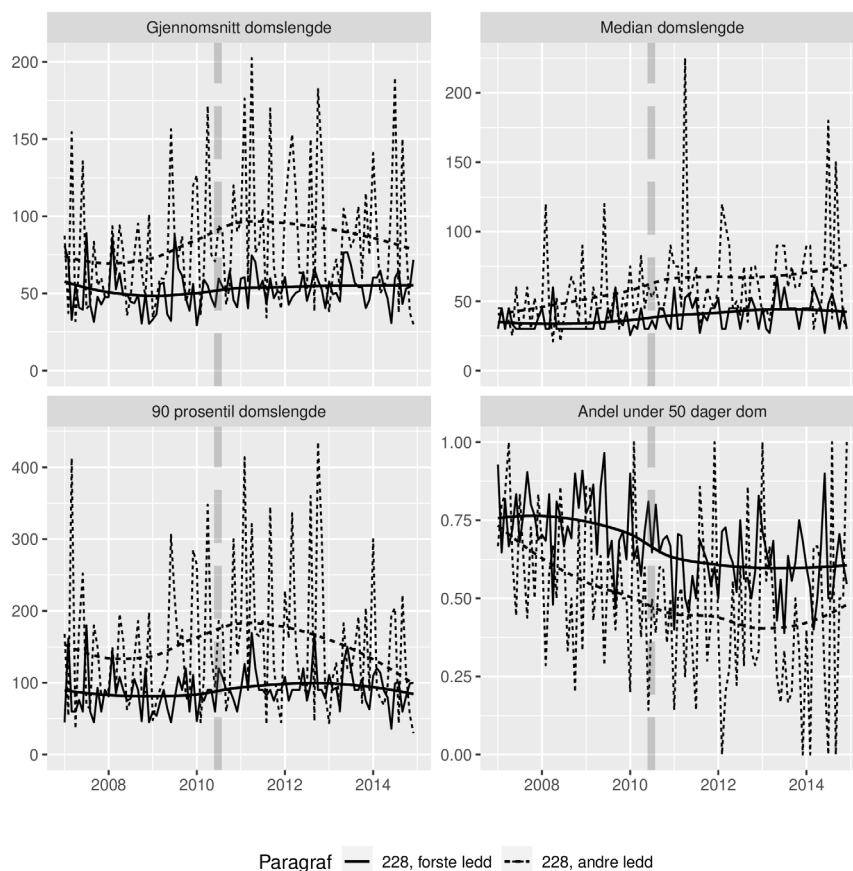 Gjennomsnitt domslengde
Median domslengde
200
150
100
50
0
200
150
100
50
0
90 prosentil domslengde
Andel under 50 dager dom
400
300
200
100
0
1.00
0.75
0.50
0.25
0.00
2008 2010 2012 2014
2008 2010 2012 2014
Paragraf 228, forste ledd 228, andre ledd